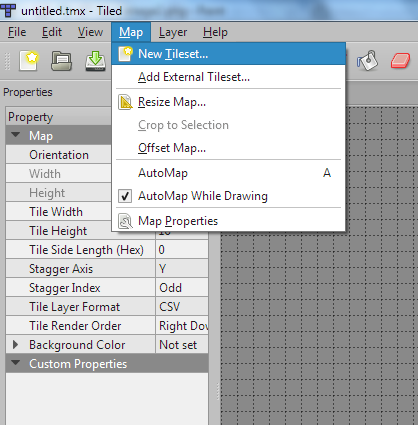 untitled.tmx - Tiled
File Edit View Map Layer Help
New Tileset...
Add External Tileset...
Resize Map...
Crop to Selection
Offset Map...
AutoMap A
AutoMap While Drawing
Map Properties
Properties
Property
Map
Orientation
Width
Height
Tile Width
Tile Height
Tile Side Length (Hex) 0
Stagger Axis Y
Stagger Index Odd
Tile Layer Format CSV
Tile Render Order Right Dow
Background Color Not set
Custom Properties